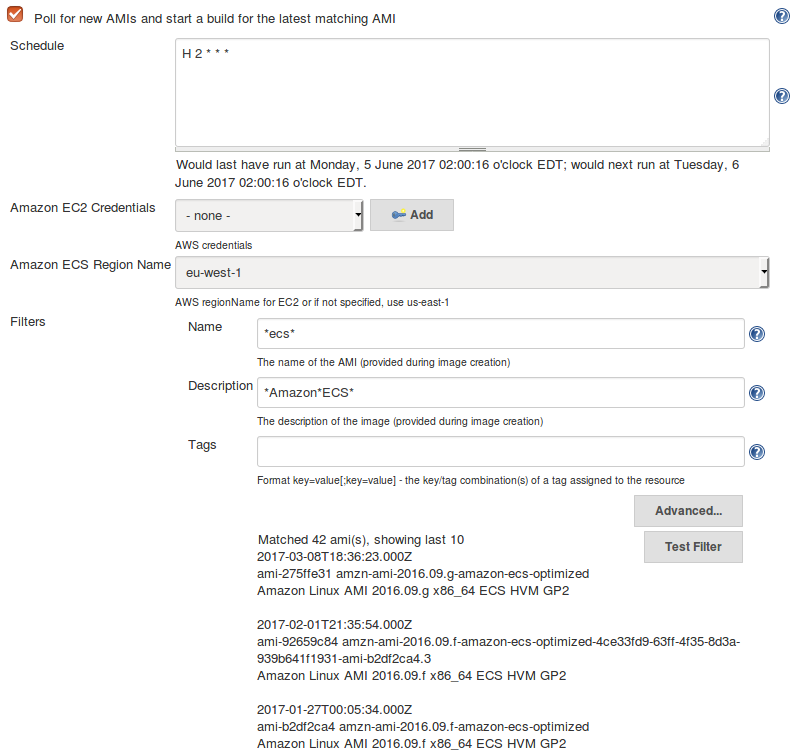 Poll for new AMIs and start a build for the latest matching AMI
Schedule
H 2 * * *
Would last have run at Monday, 5 June 2017 02:00:16 o'clock EDT; would next run at Tuesday, 6
June 2017 02:00:16 o'clock EDT.
Amazon EC2 Credentials
- none -
Add
AWS credentials
Amazon ECS Region Name
eu-west-1
AWS regionName for EC2 or if not specified, use us-east-1
Filters
Name
*ecs*
The name of the AMI (provided during image creation)
Description
*Amazon*ECS*
The description of the image (provided during image creation)
Tags
Format key=value[;key=value] - the key/tag combination(s) of a tag assigned to the resource
Advanced...
Test Filter
Matched 42 ami(s), showing last 10
2017-03-08T18:36:23.000Z
ami-275ffe31 amzn-ami-2016.09.g-amazon-ecs-optimized
Amazon Linux AMI 2016.09.g x86_64 ECS HVM GP2
2017-02-01T21:35:54.000Z
ami-92659c84 amzn-ami-2016.09.f-amazon-ecs-optimized-4ce33fd9-63ff-4f35-8d3a-
939b641f1931-ami-b2df2ca4.3
Amazon Linux AMI 2016.09.f x86_64 ECS HVM GP2
2017-01-27T00:05:34.000Z
ami-b2df2ca4 amzn-ami-2016.09.f-amazon-ecs-optimized
Amazon Linux AMI 2016.09.f x86_64 ECS HVM GP2